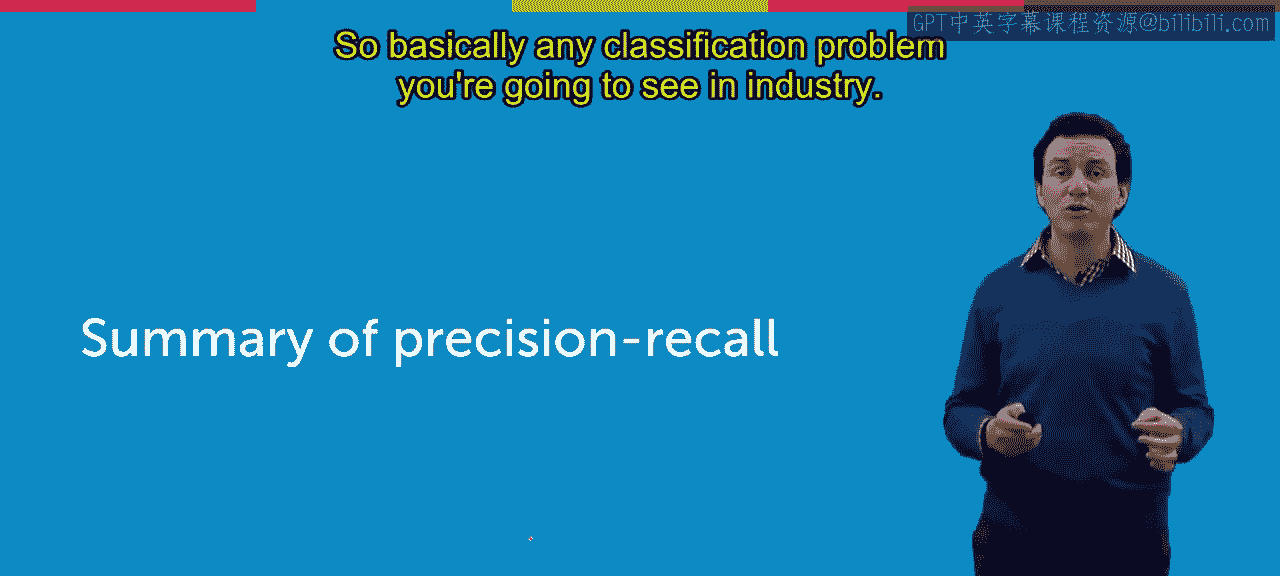 GPT中英字幕课程资源@bilibili.com
So basically any classification problem
you're going to see in industry.
Summary of precision-recall